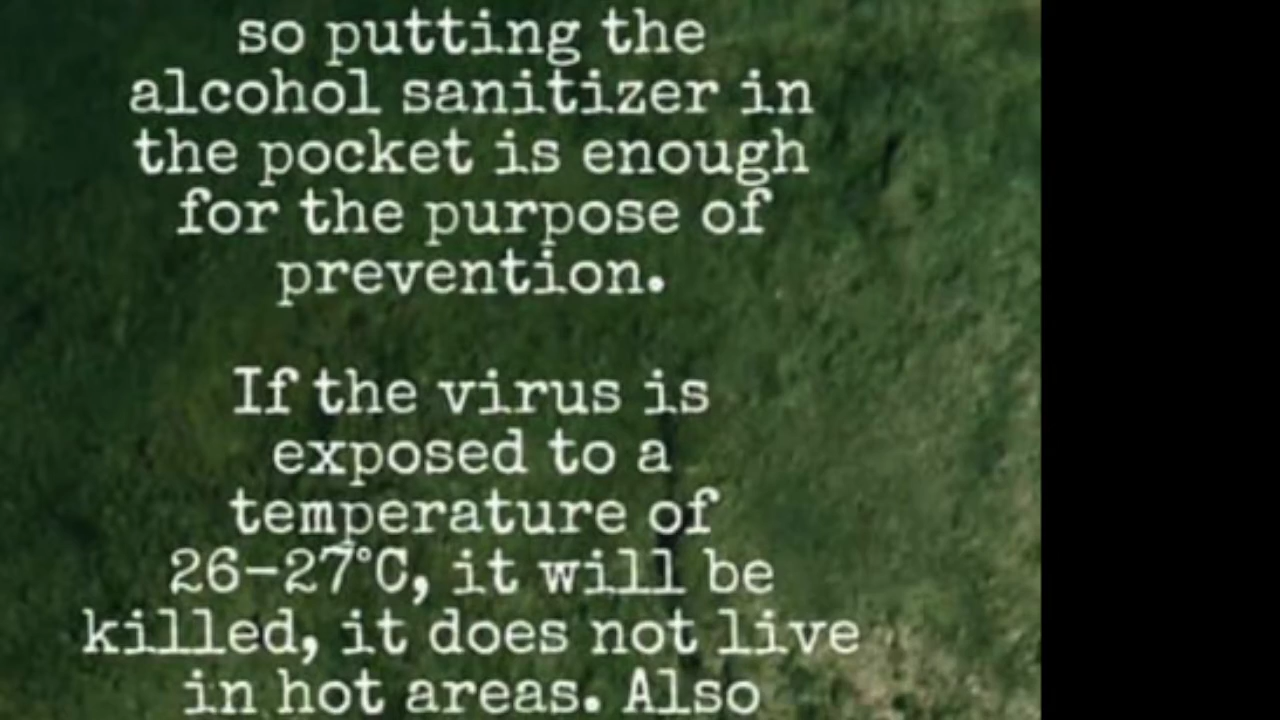 so putting the
alcohol sanitizer in
the pocket is enough
for the purpose of
prevention.
If the virus is
exposed to a
temperature of
26-27°C, it will be
killed, it does not live
in hot areas. Also